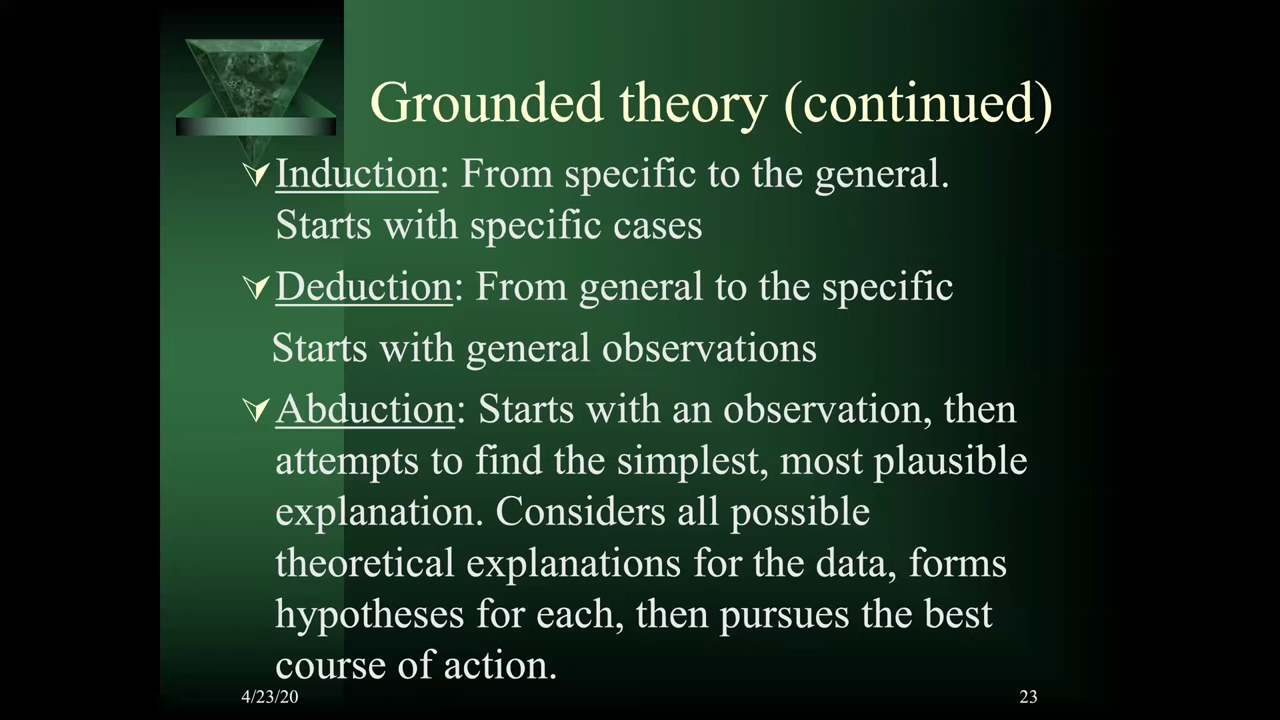 Grounded theory (continued)
Induction: From specific to the general.
Starts with specific cases
Deduction: From general to the specific
Starts with general observations
Abduction: Starts with an observation, then
attempts to find the simplest, most plausible
explanation. Considers all possible
theoretical explanations for the data, forms
hypotheses for each, then pursues the best
course of action.
4/23/20
23